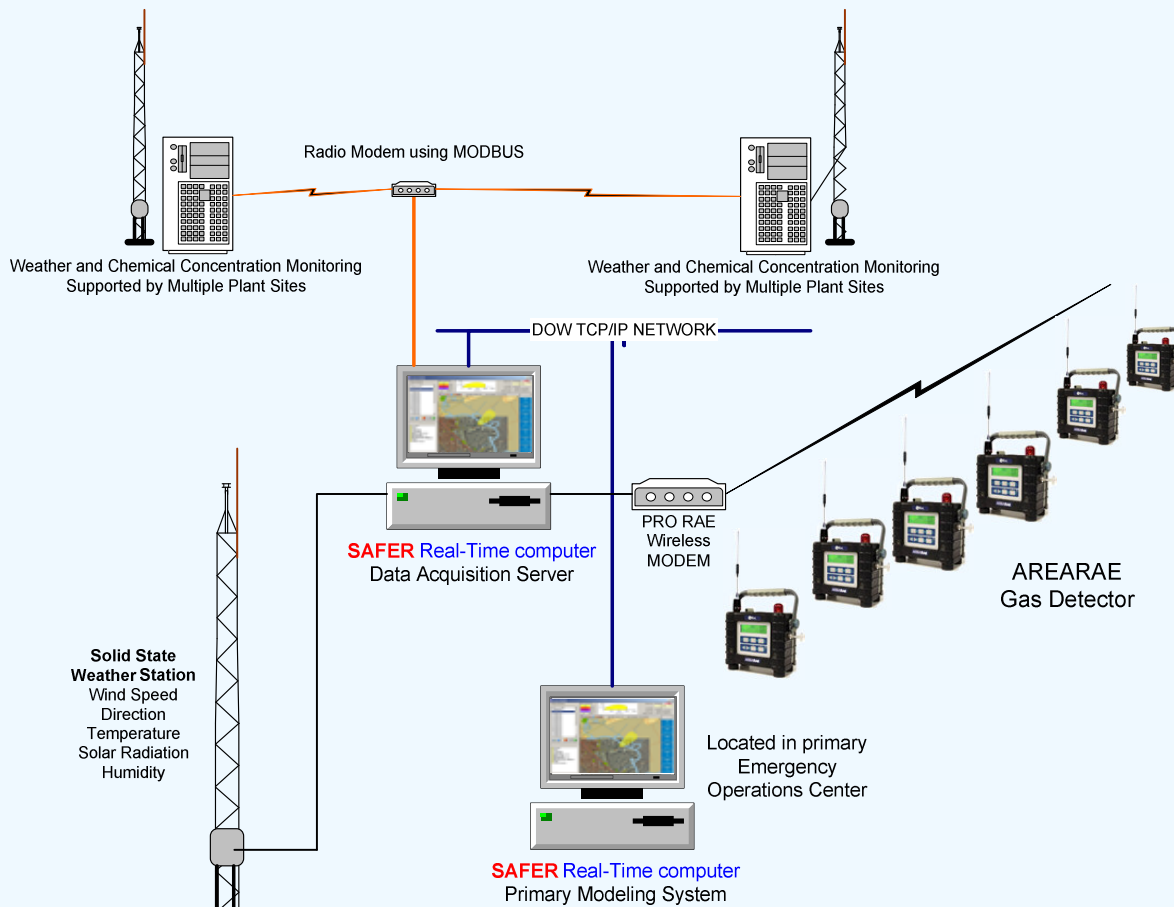 Radio Modem using MODBUS
Weather and Chemical Concentration Monitoring
Supported by Multiple Plant Sites
Weather and Chemical Concentration Monitoring
Supported by Multiple Plant Sites
DOW TCP/IP NETWORK
SAFER Real-Time computer
Data Acquisition Server
PRO RAE
Wireless
MODEM
AREARAE
Gas Detector
Solid State
Weather Station
Wind Speed
Direction
Temperature
Solar Radiation
Humidity
Located in primary
Emergency
Operations Center
SAFER Real-Time computer
Primary Modeling System